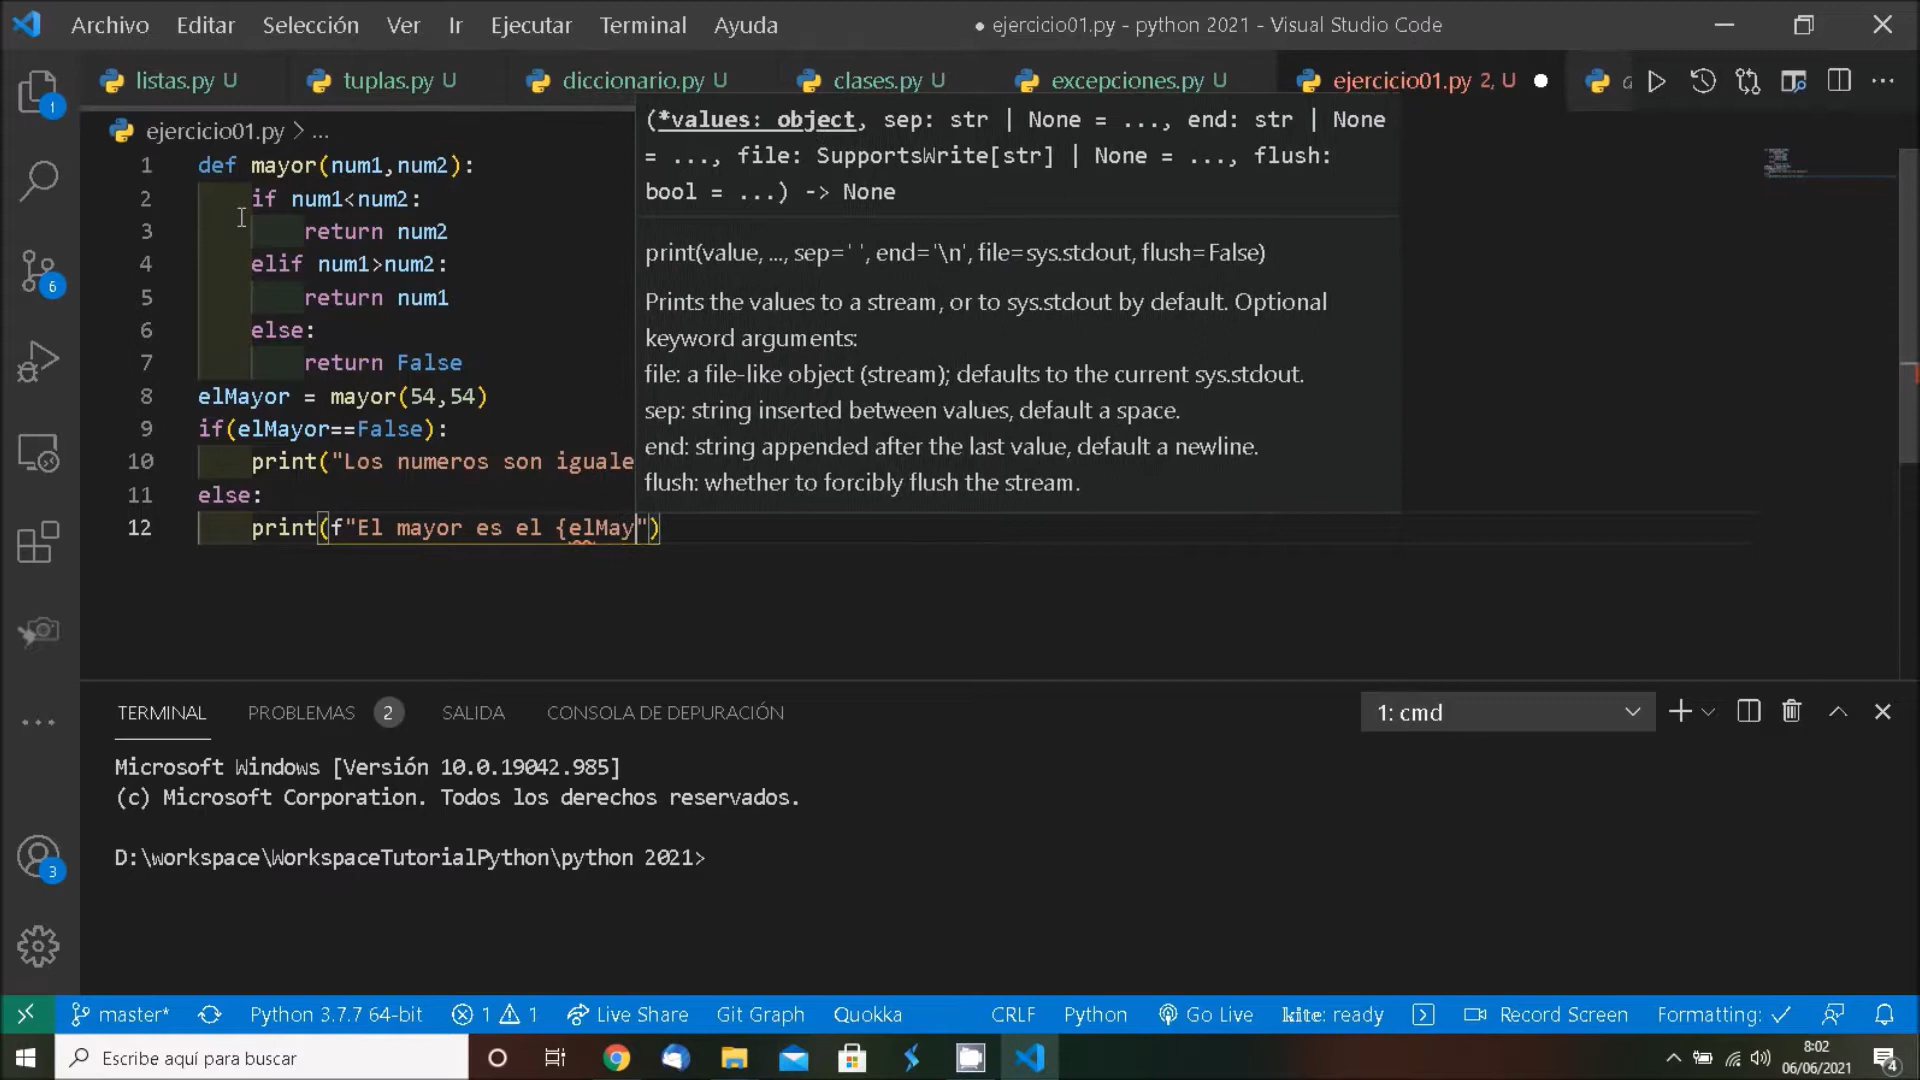 Archivo Editar Selección Ver Ir Ejecutar Terminal Ayuda ● ejercicio01.py - python 2021 - Visual Studio Code
listas.py U tuplas.py U diccionario.py U clases.py U excepciones.py U ejercicio01.py 2, U
ejercicio01.py > ...
(*values: object, sep: str | None = ..., end: str | None
= ..., file: SupportsWrite[str] | None = ..., flush:
bool = ...) -> None
print(value, ..., sep=' ', end='\n', file=sys.stdout, flush=False)
Prints the values to a stream, or to sys.stdout by default. Optional
keyword arguments:
file: a file-like object (stream); defaults to the current sys.stdout.
sep: string inserted between values, default a space.
end: string appended after the last value, default a newline.
flush: whether to forcibly flush the stream.
1 def mayor(num1,num2):
2 if num1<num2:
3 return num2
4 elif num1>num2:
5 return num1
6 else:
7 return False
8 elMayor = mayor(54,54)
9 if(elMayor==False):
10 print("Los numeros son iguale
11 else:
12 print(f"El mayor es el {elMay")
TERMINAL PROBLEMAS 2 SALIDA CONSOLA DE DEPURACIÓN 1: cmd
Microsoft Windows [Versión 10.0.19042.985]
(c) Microsoft Corporation. Todos los derechos reservados.
D:\workspace\WorkspaceTutorialPython\python 2021>
1
6
3
master* Python 3.7.7 64-bit 1 1 Live Share Git Graph Quokka CRLF Python Go Live kite: ready Record Screen Formatting: ✓
Escribe aquí para buscar
8:02
06/06/2021
4